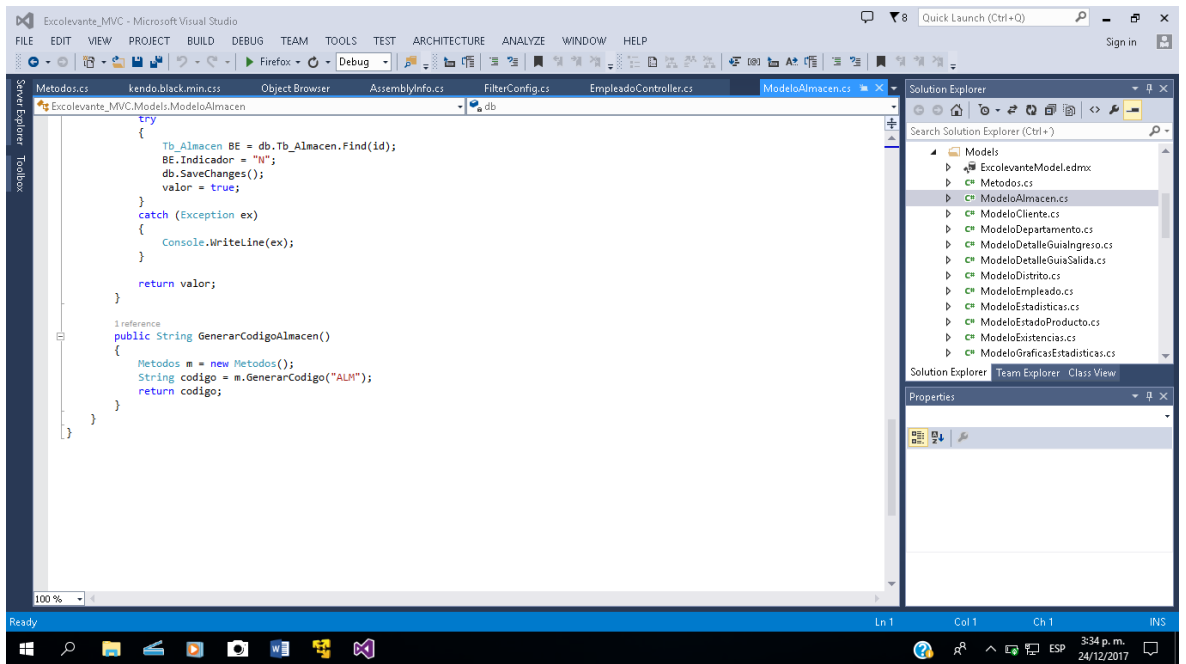 Excolevante_MVC - Microsoft Visual Studio
8
Quick Launch (Ctrl+Q)
FILE EDIT VIEW PROJECT BUILD DEBUG TEAM TOOLS TEST ARCHITECTURE ANALYZE WINDOW HELP
Sign in
Firefox
Debug
Server Explorer
Toolbox
Metodos.cs kendo.black.min.css Object Browser AssemblyInfo.cs FilterConfig.cs EmpleadoController.cs ModeloAlmacen.cs
Excolevante_MVC.Models.ModeloAlmacen
db
try
{
Tb_Almacen BE = db.Tb_Almacen.Find(id);
BE.Indicador = "N";
db.SaveChanges();
valor = true;
}
catch (Exception ex)
{
Console.WriteLine(ex);
}
return valor;
}
1 reference
public String GenerarCodigoAlmacen()
{
Metodos m = new Metodos();
String codigo = m.GenerarCodigo("ALM");
return codigo;
}
}
}
100 %
Solution Explorer
Search Solution Explorer (Ctrl+´)
Models
ExcolevanteModel.edmx
C# Metodos.cs
C# ModeloAlmacen.cs
C# ModeloCliente.cs
C# ModeloDepartamento.cs
C# ModeloDetalleGuiaIngreso.cs
C# ModeloDetalleGuiaSalida.cs
C# ModeloDistrito.cs
C# ModeloEmpleado.cs
C# ModeloEstadisticas.cs
C# ModeloEstadoProducto.cs
C# ModeloExistencias.cs
C# ModeloGraficasEstadisticas.cs
Solution Explorer Team Explorer Class View
Properties
Ready
Ln 1 Col 1 Ch 1 INS
ESP
3:34 p. m.
24/12/2017